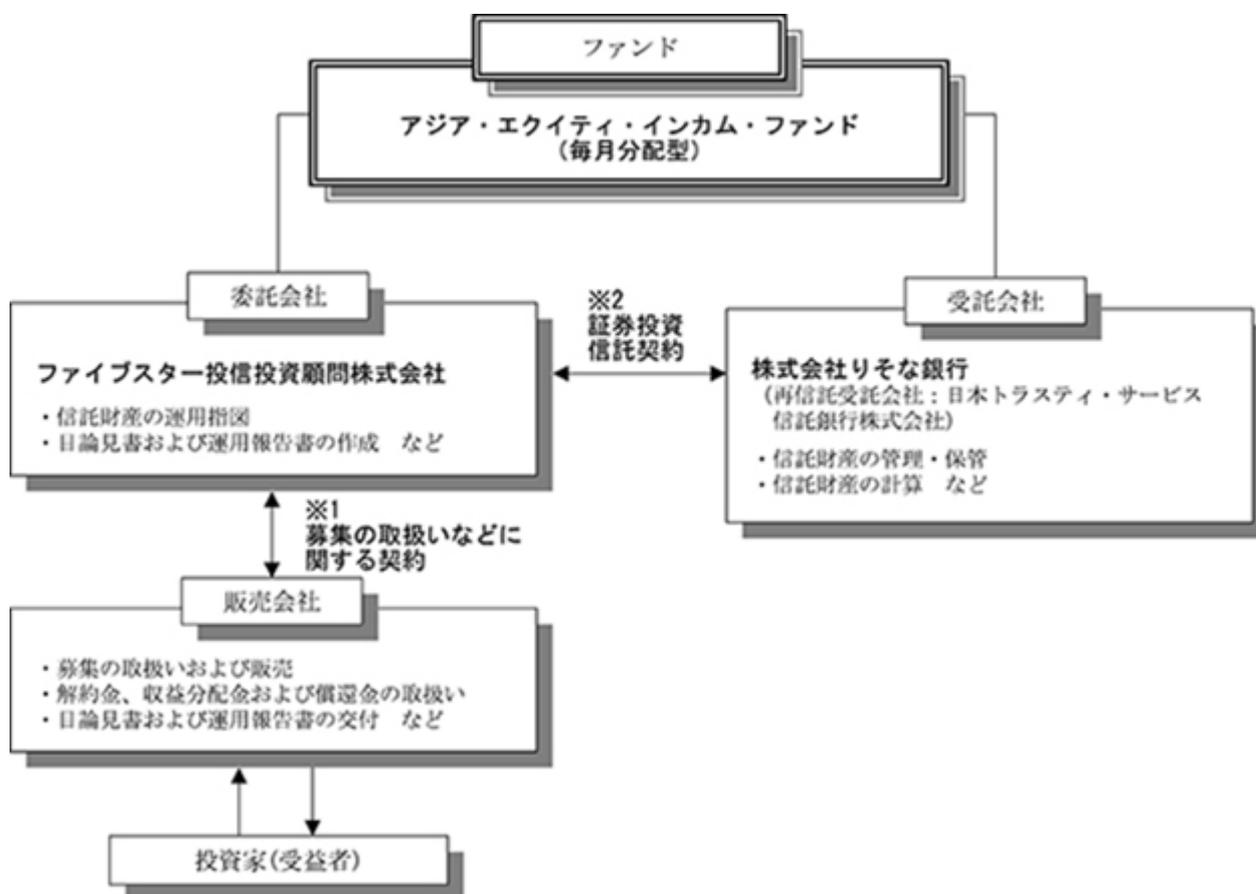 ファンド
アジア・エクイティ・インカム・ファンド
(毎月分配型)
委託会社
ファイブスター投信投資顧問株式会社
・信託財産の運用指図
・目論見書および運用報告書の作成　など
※2
証券投資
信託契約
受託会社
株式会社りそな銀行
(再信託受託会社：日本トラスティ・サービス
信託銀行株式会社)
・信託財産の管理・保管
・信託財産の計算　など
※1
募集の取扱いなどに
関する契約
販売会社
・募集の取扱いおよび販売
・解約金、収益分配金および償還金の取扱い
・目論見書および運用報告書の交付　など
投資家(受益者)